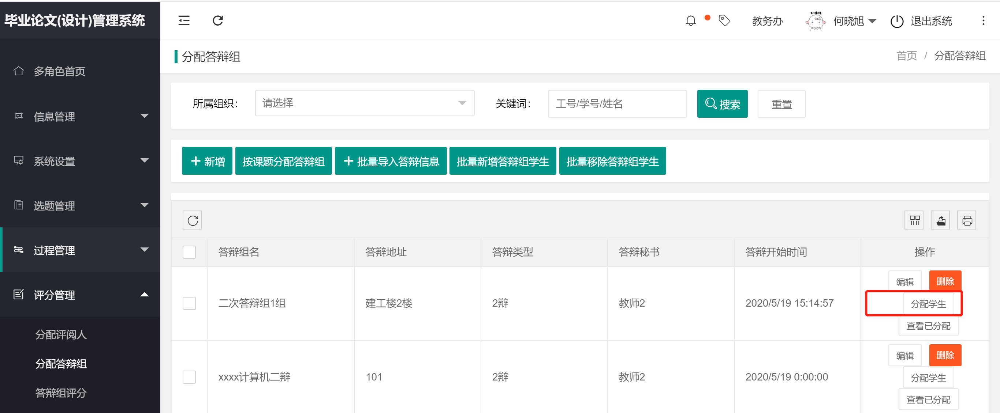 毕业论文(设计)管理系统
教务办
好棒棒
何晓旭
退出系统
多角色首页
信息管理
系统设置
选题管理
过程管理
评分管理
分配评阅人
分配答辩组
答辩组评分
分配答辩组
首页 / 分配答辩组
所属组织：
请选择
关键词：
工号/学号/姓名
搜索
重置
新增
按课题分配答辩组
批量导入答辩信息
批量新增答辩组学生
批量移除答辩组学生
答辩组名 答辩地址 答辩类型 答辩秘书 答辩开始时间 操作
二次答辩组1组 建工楼2楼 2辩 教师2 2020/5/19 15:14:57
编辑 删除
分配学生
查看已分配
xxxx计算机二辩 101 2辩 教师2 2020/5/19 0:00:00
编辑 删除
分配学生
查看已分配